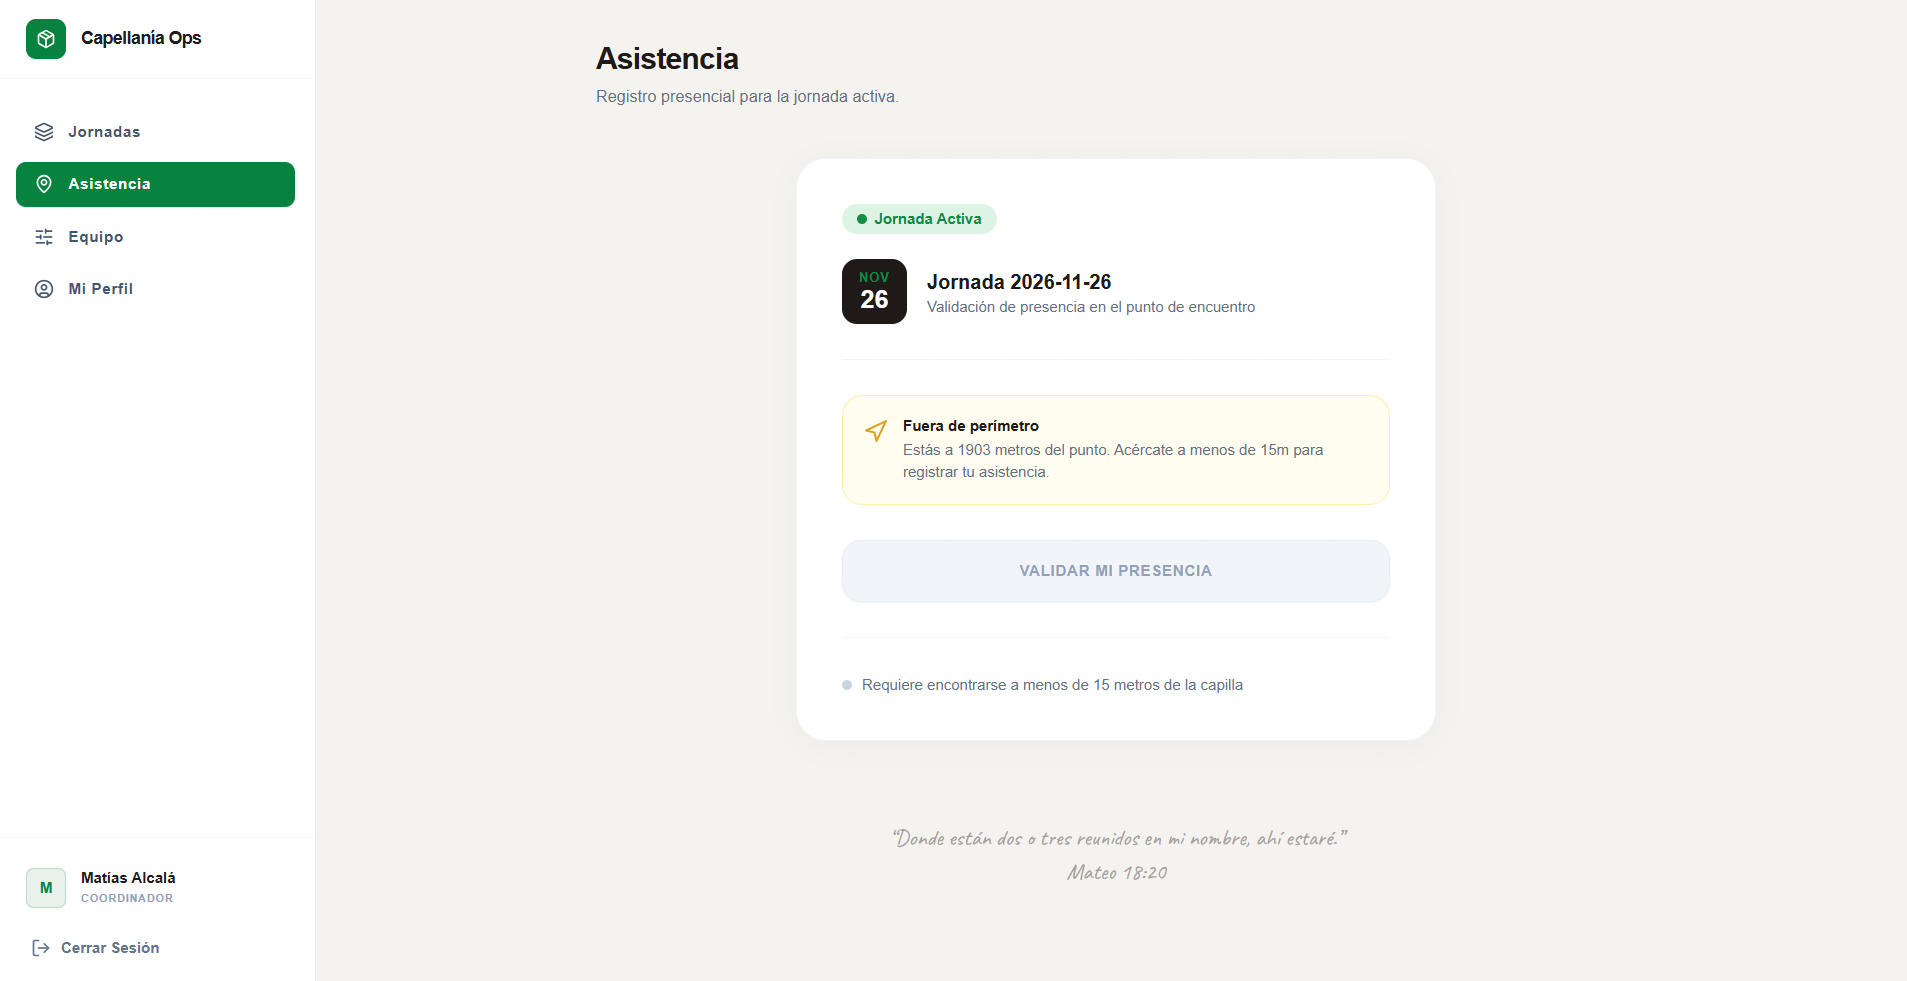 Capellanía Ops
Jornadas
Asistencia
Equipo
Mi Perfil
Matías Alcalá
COORDINADOR
Cerrar Sesión
Asistencia
Registro presencial para la jornada activa.
Jornada Activa
NOV
26
Jornada 2026-11-26
Validación de presencia en el punto de encuentro
Fuera de perímetro
Estás a 1903 metros del punto. Acércate a menos de 15m para
registrar tu asistencia.
VALIDAR MI PRESENCIA
Requiere encontrarse a menos de 15 metros de la capilla
“Donde están dos o tres reunidos en mi nombre, ahí estaré.”
Mateo 18:20
M